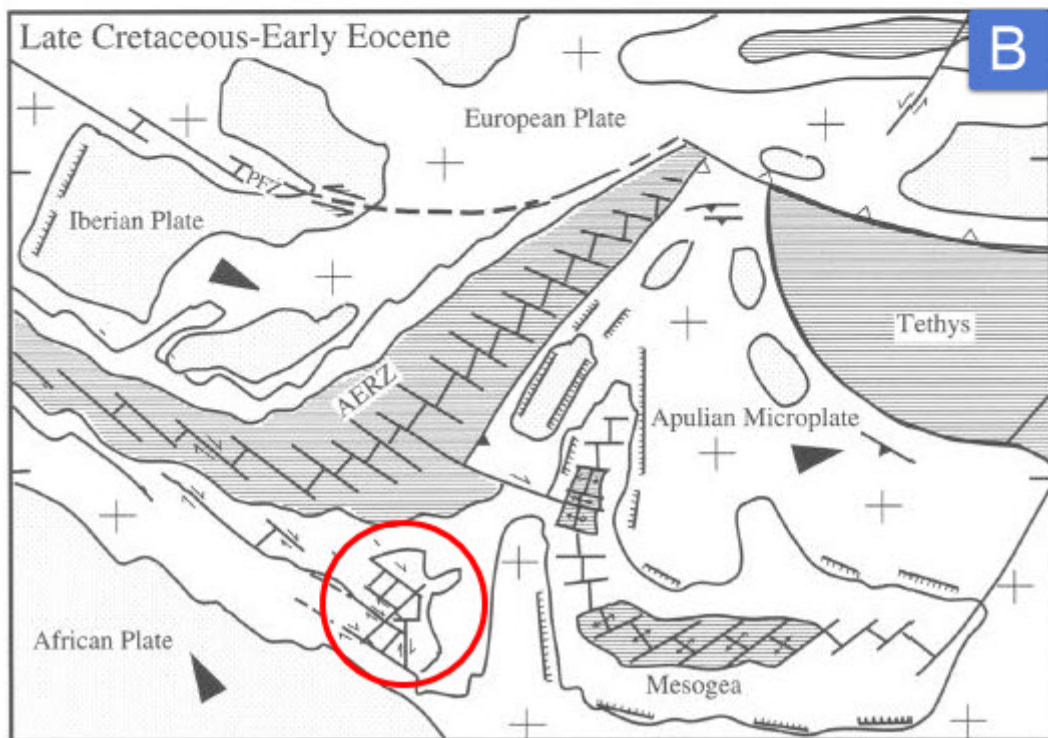 Late Cretaceous-Early Eocene
B
European Plate
PFZ
Iberian Plate
Tethys
AERZ
Apulian Microplate
African Plate
Mesogea